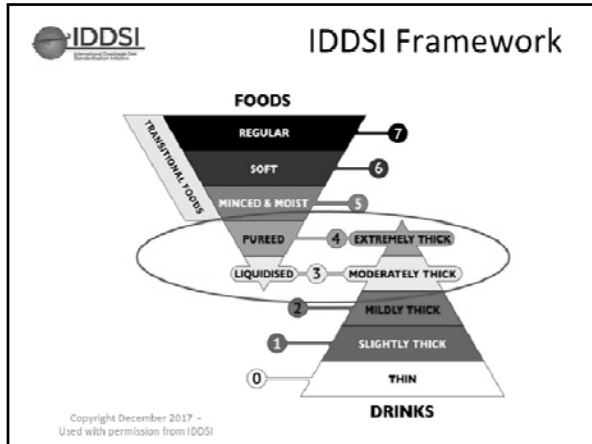 IDDSI
International Dysphagia Diet
Standardisation Initiative
IDDSI Framework
FOODS
TRANSITIONAL FOODS
REGULAR
7
SOFT
6
MINCED & MOIST
5
PUREED
4
EXTREMELY THICK
LIQUIDISED
3
MODERATELY THICK
2
MILDLY THICK
1
SLIGHTLY THICK
0
THIN
DRINKS
Copyright December 2017 -
Used with permission from IDDSI